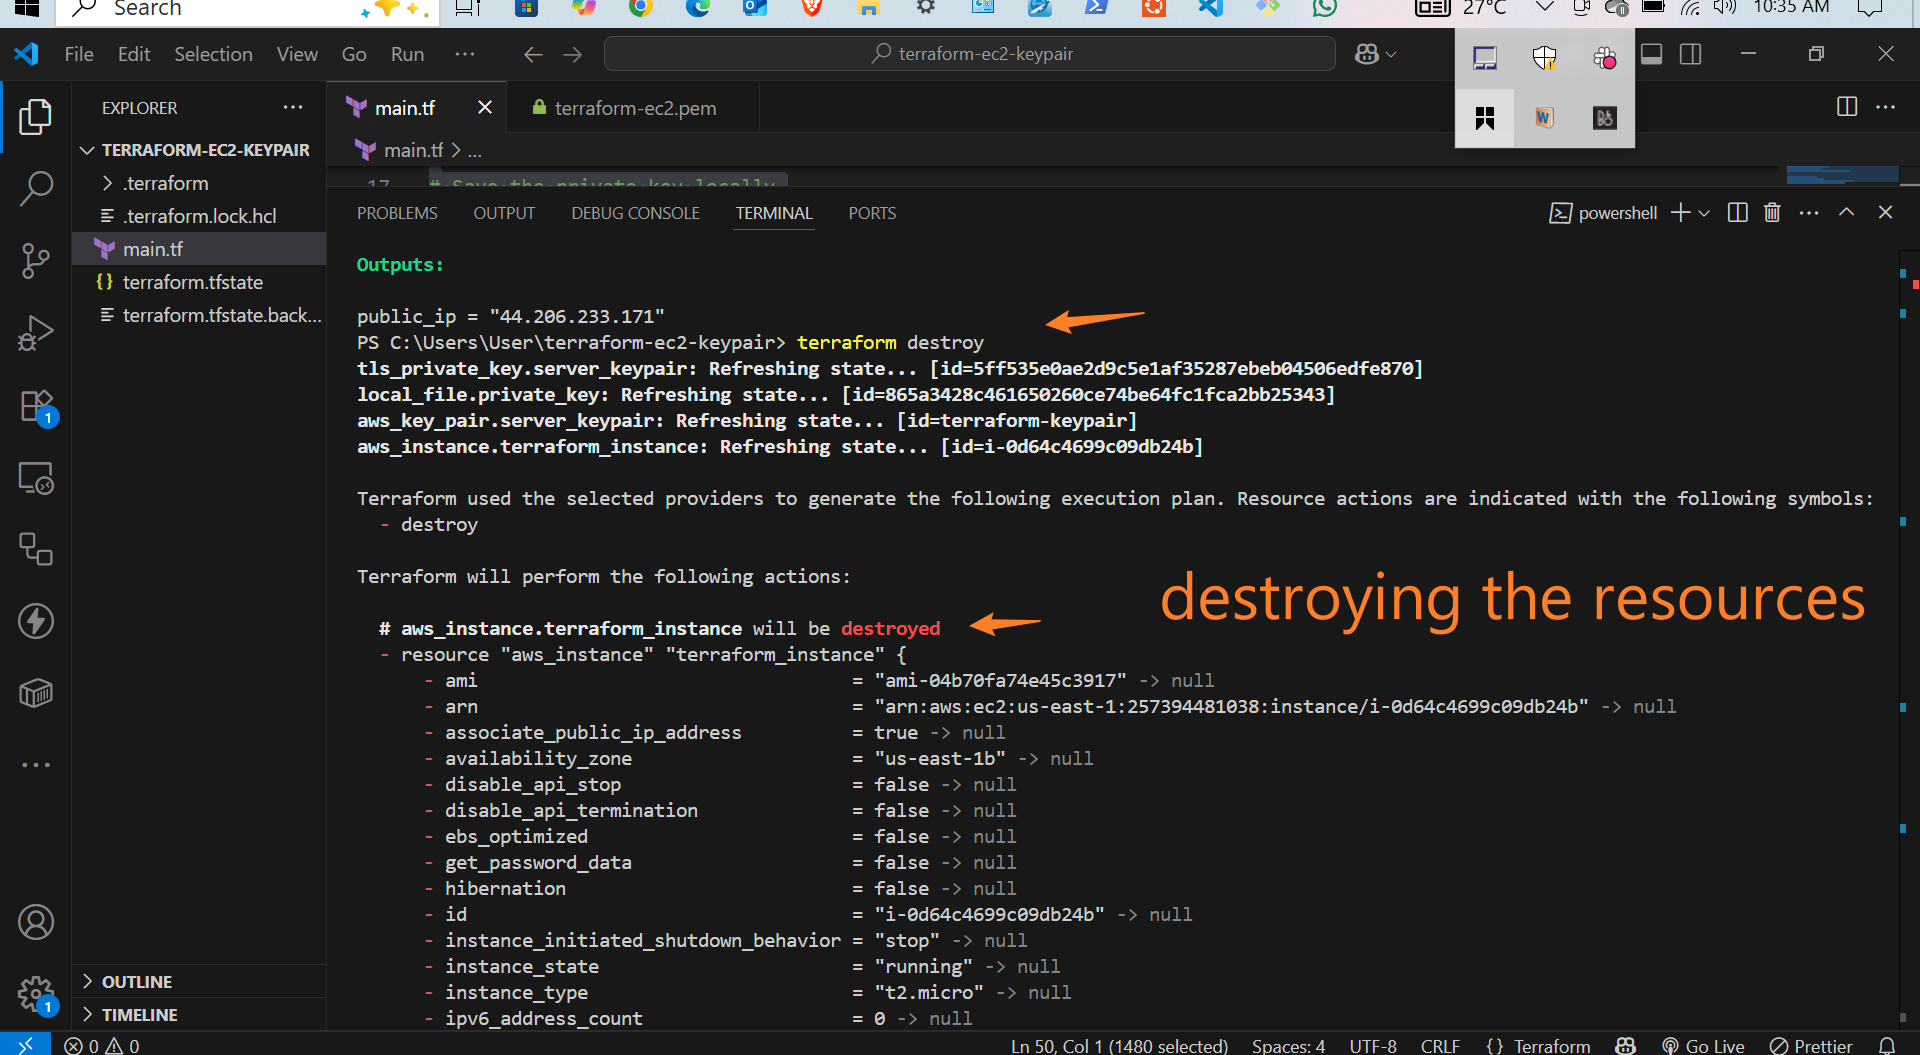 Search
27°C
10:35 AM
File Edit Selection View Go Run ···
terraform-ec2-keypair
EXPLORER ···
TERRAFORM-EC2-KEYPAIR
.terraform
.terraform.lock.hcl
main.tf
terraform.tfstate
terraform.tfstate.back...
OUTLINE
TIMELINE
main.tf
terraform-ec2.pem
main.tf > ...
17 # Save the private key locally
PROBLEMS OUTPUT DEBUG CONSOLE TERMINAL PORTS
powershell
Outputs:
public_ip = "44.206.233.171"
PS C:\Users\User\terraform-ec2-keypair> terraform destroy
tls_private_key.server_keypair: Refreshing state... [id=5ff535e0ae2d9c5e1af35287ebeb04506edfe870]
local_file.private_key: Refreshing state... [id=865a3428c461650260ce74be64fc1fca2bb25343]
aws_key_pair.server_keypair: Refreshing state... [id=terraform-keypair]
aws_instance.terraform_instance: Refreshing state... [id=i-0d64c4699c09db24b]
Terraform used the selected providers to generate the following execution plan. Resource actions are indicated with the following symbols:
- destroy
Terraform will perform the following actions:
destroying the resources
# aws_instance.terraform_instance will be destroyed
- resource "aws_instance" "terraform_instance" {
- ami = "ami-04b70fa74e45c3917" -> null
- arn = "arn:aws:ec2:us-east-1:257394481038:instance/i-0d64c4699c09db24b" -> null
- associate_public_ip_address = true -> null
- availability_zone = "us-east-1b" -> null
- disable_api_stop = false -> null
- disable_api_termination = false -> null
- ebs_optimized = false -> null
- get_password_data = false -> null
- hibernation = false -> null
- id = "i-0d64c4699c09db24b" -> null
- instance_initiated_shutdown_behavior = "stop" -> null
- instance_state = "running" -> null
- instance_type = "t2.micro" -> null
- ipv6_address_count = 0 -> null
1
1
0 0
Ln 50, Col 1 (1480 selected) Spaces: 4 UTF-8 CRLF {} Terraform Go Live Prettier